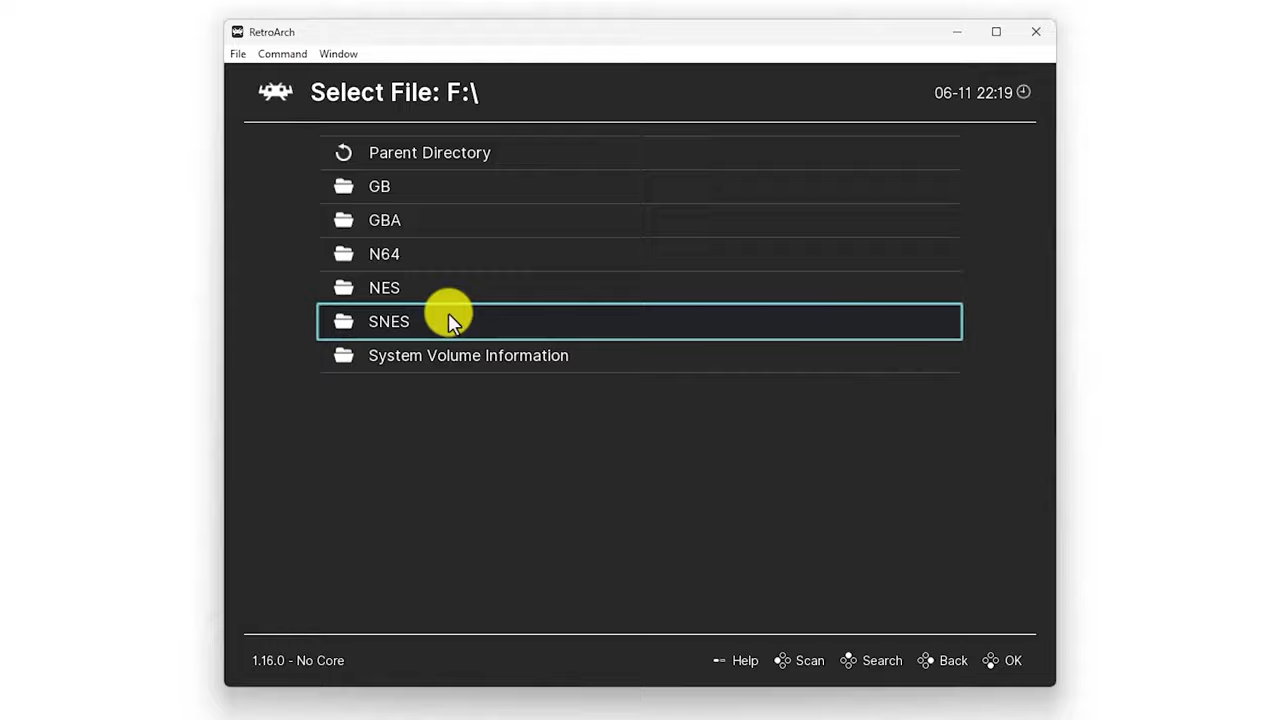 RetroArch
File Command Window
Select File: F:\
06-11 22:19
Parent Directory
GB
GBA
N64
NES
SNES
System Volume Information
1.16.0 - No Core
Help Scan Search Back OK